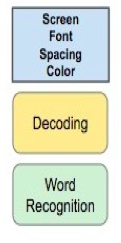 Screen
Font
Spacing
Color
Decoding
Word
Recognition